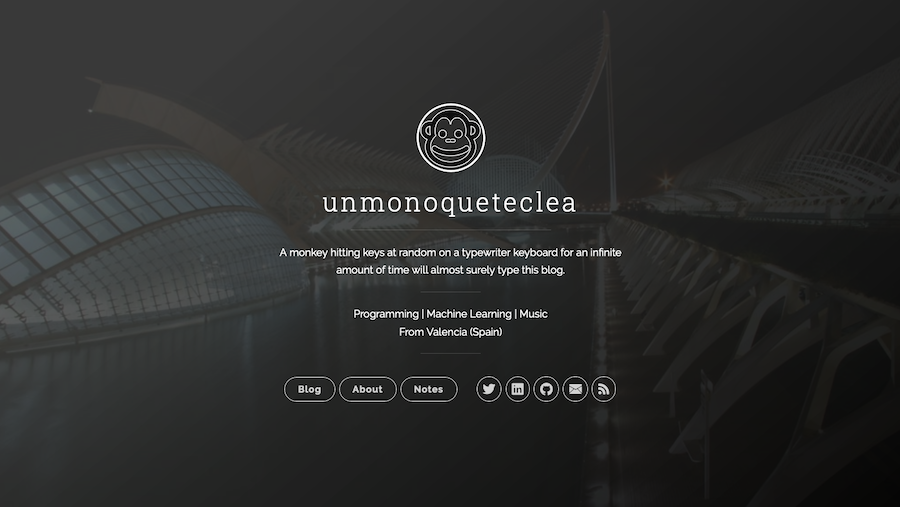 unmonoqueteclea
A monkey hitting keys at random on a typewriter keyboard for an infinite
amount of time will almost surely type this blog.
Programming | Machine Learning | Music
From Valencia (Spain)
Blog About Notes